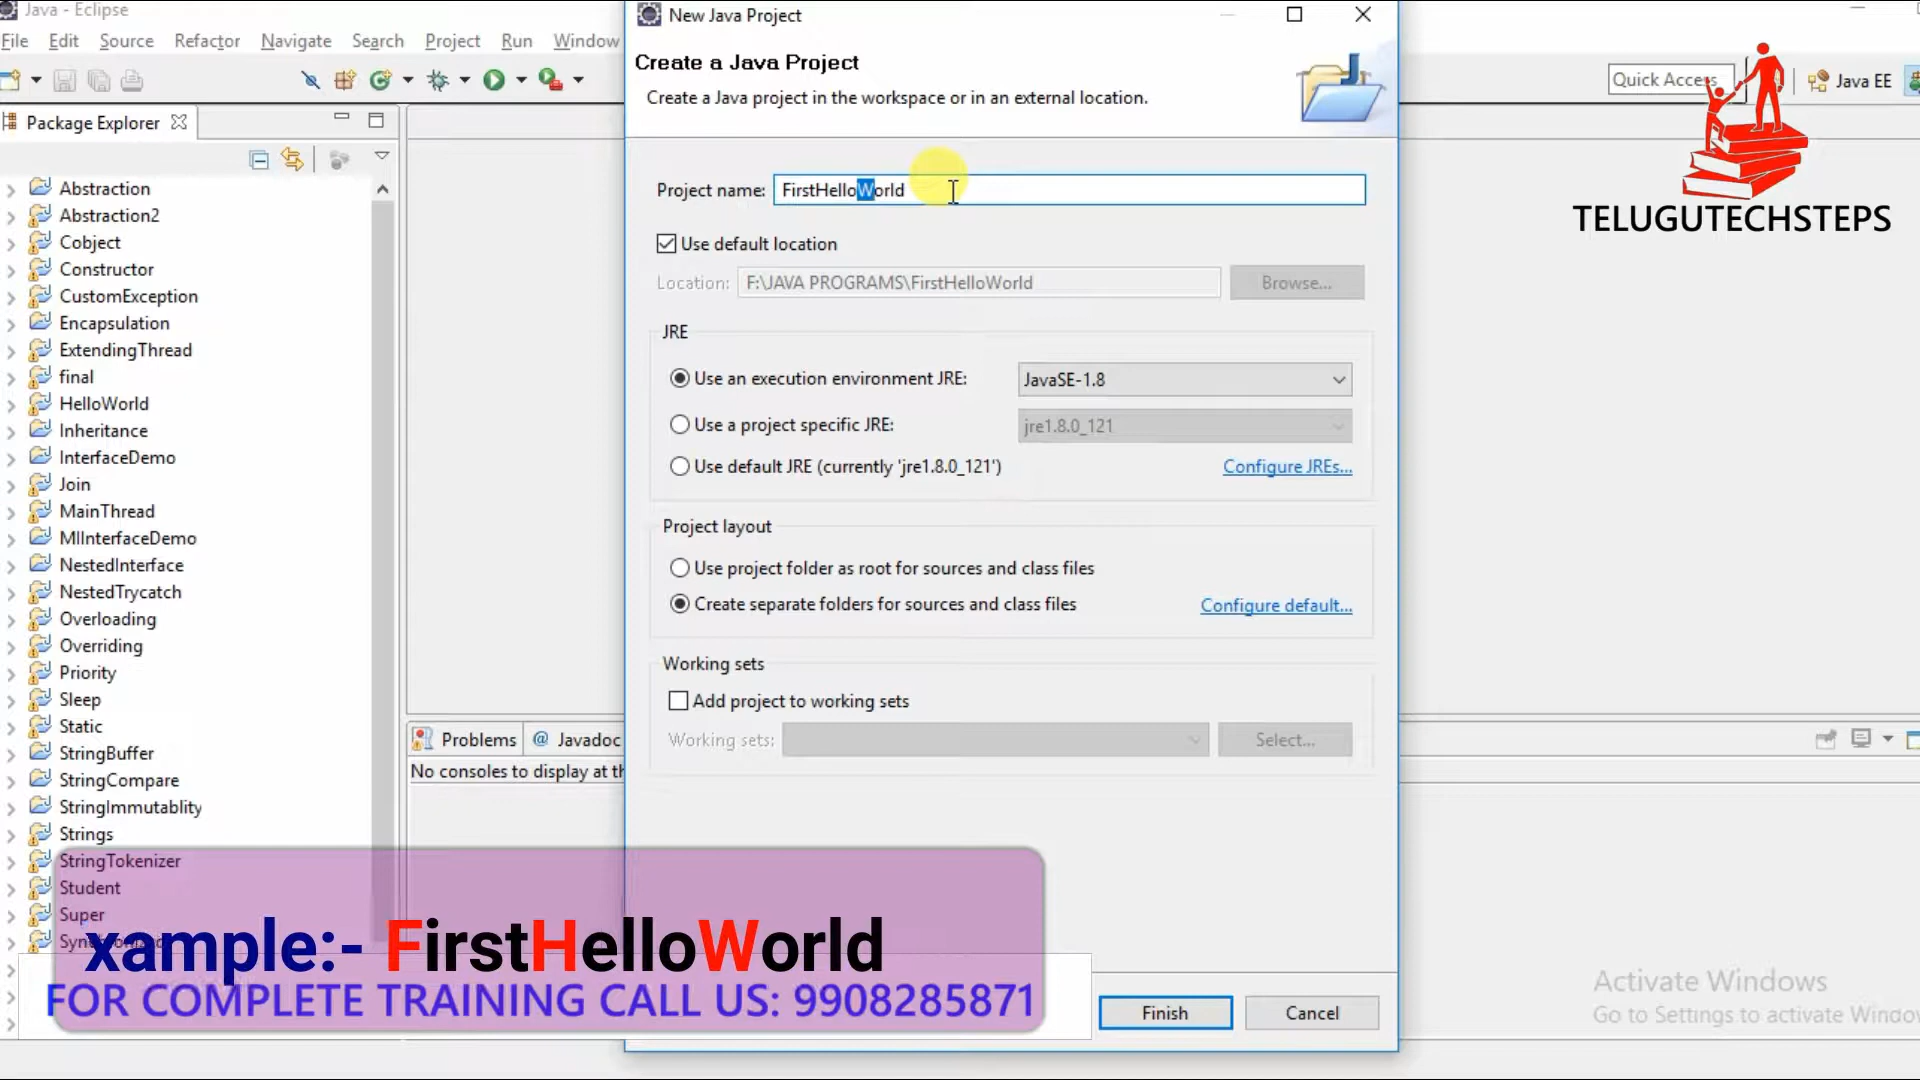 Java - Eclipse
File Edit Source Refactor Navigate Search Project Run Window
Quick Access
Java EE
Package Explorer
Abstraction
Abstraction2
Cobject
Constructor
CustomException
Encapsulation
ExtendingThread
final
HelloWorld
Inheritance
InterfaceDemo
Join
MainThread
MIInterfaceDemo
NestedInterface
NestedTrycatch
Overloading
Overriding
Priority
Sleep
Static
StringBuffer
StringCompare
StringImmutablity
Strings
StringTokenizer
Student
Super
Problems @ Javadoc
No consoles to display at th
New Java Project
Create a Java Project
Create a Java project in the workspace or in an external location.
Project name: FirstHelloWorld
Use default location
Location: F:\JAVA PROGRAMS\FirstHelloWorld Browse...
JRE
Use an execution environment JRE: JavaSE-1.8
Use a project specific JRE: jre1.8.0_121
Use default JRE (currently 'jre1.8.0_121') Configure JREs...
Project layout
Use project folder as root for sources and class files
Create separate folders for sources and class files Configure default...
Working sets
Add project to working sets
Working sets: Select...
Finish Cancel
TELUGUTECHSTEPS
xample:- FirstHelloWorld
FOR COMPLETE TRAINING CALL US: 9908285871
Activate Windows
Go to Settings to activate Windo